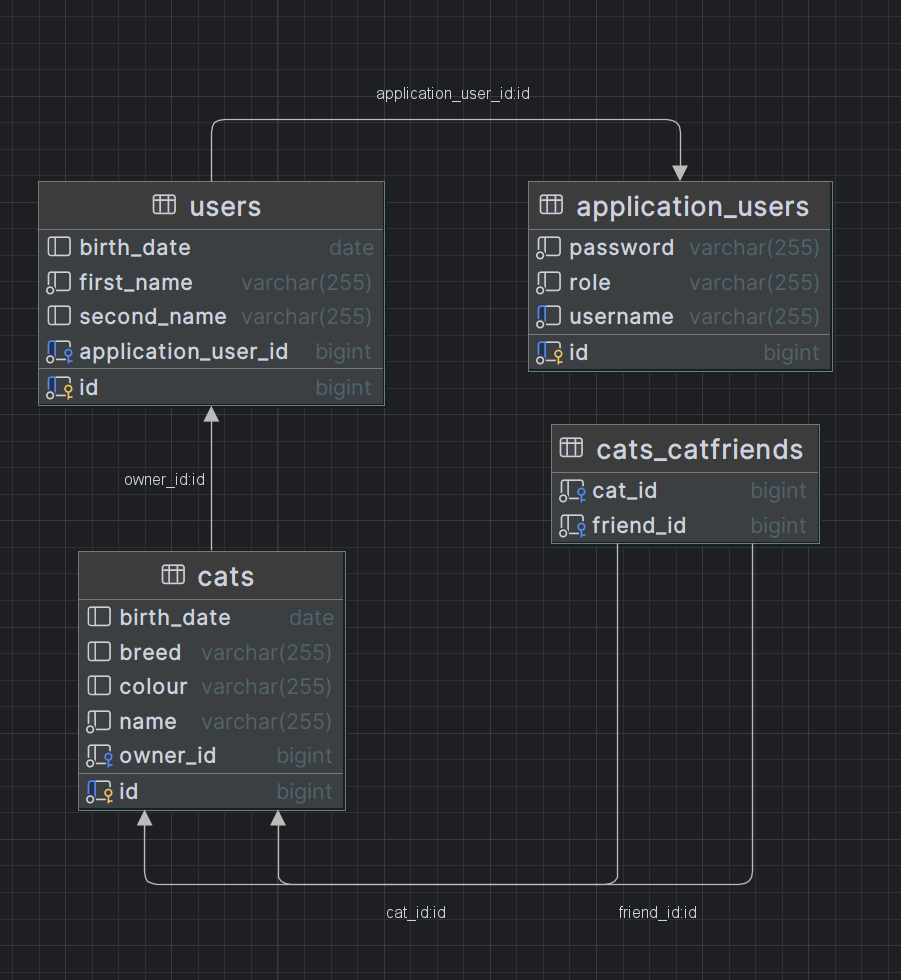 application_user_id:id
users
birth_date date
first_name varchar(255)
second_name varchar(255)
application_user_id bigint
id bigint
application_users
password varchar(255)
role varchar(255)
username varchar(255)
id bigint
owner_id:id
cats_catfriends
cat_id bigint
friend_id bigint
cats
birth_date date
breed varchar(255)
colour varchar(255)
name varchar(255)
owner_id bigint
id bigint
cat_id:id
friend_id:id